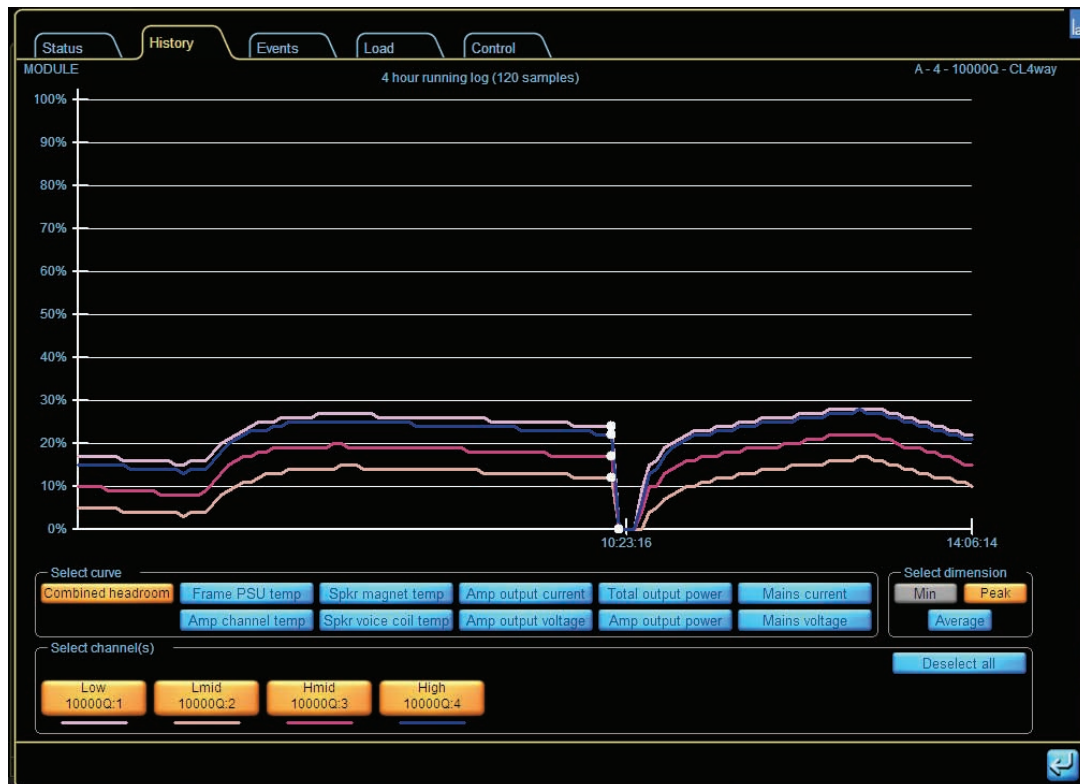 Status
History
Events
Load
Control
MODULE
4 hour running log (120 samples)
A - 4 - 10000Q - CL4way
100%
90%
80%
70%
60%
50%
40%
30%
20%
10%
0%
10:23:16
14:06:14
Select curve
Combined headroom
Frame PSU temp
Spkr magnet temp
Amp output current
Total output power
Mains current
Amp channel temp
Spkr voice coil temp
Amp output voltage
Amp output power
Mains voltage
Select dimension
Min
Peak
Average
Select channel(s)
Deselect all
Low
10000Q:1
Lmid
10000Q:2
Hmid
10000Q:3
High
10000Q:4